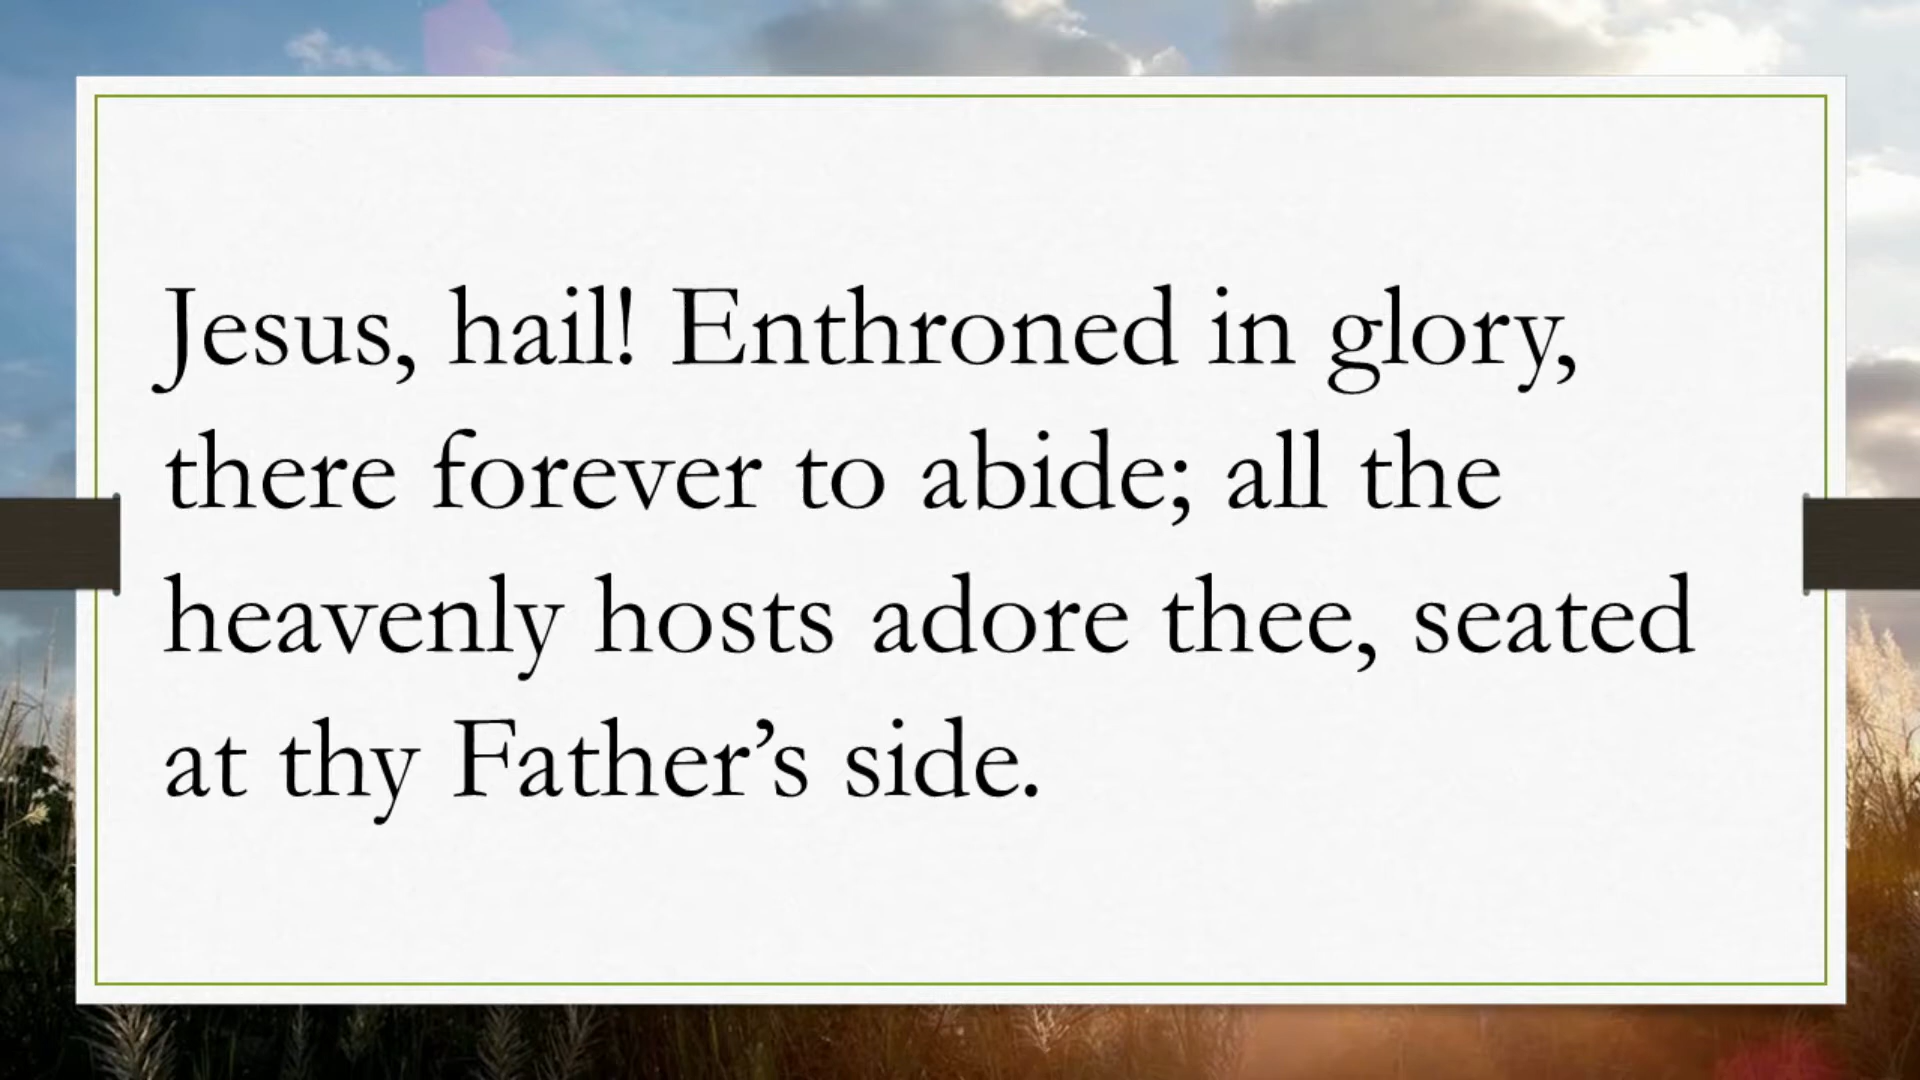 Jesus, hail! Enthroned in glory,
there forever to abide; all the
heavenly hosts adore thee, seated
at thy Father’s side.